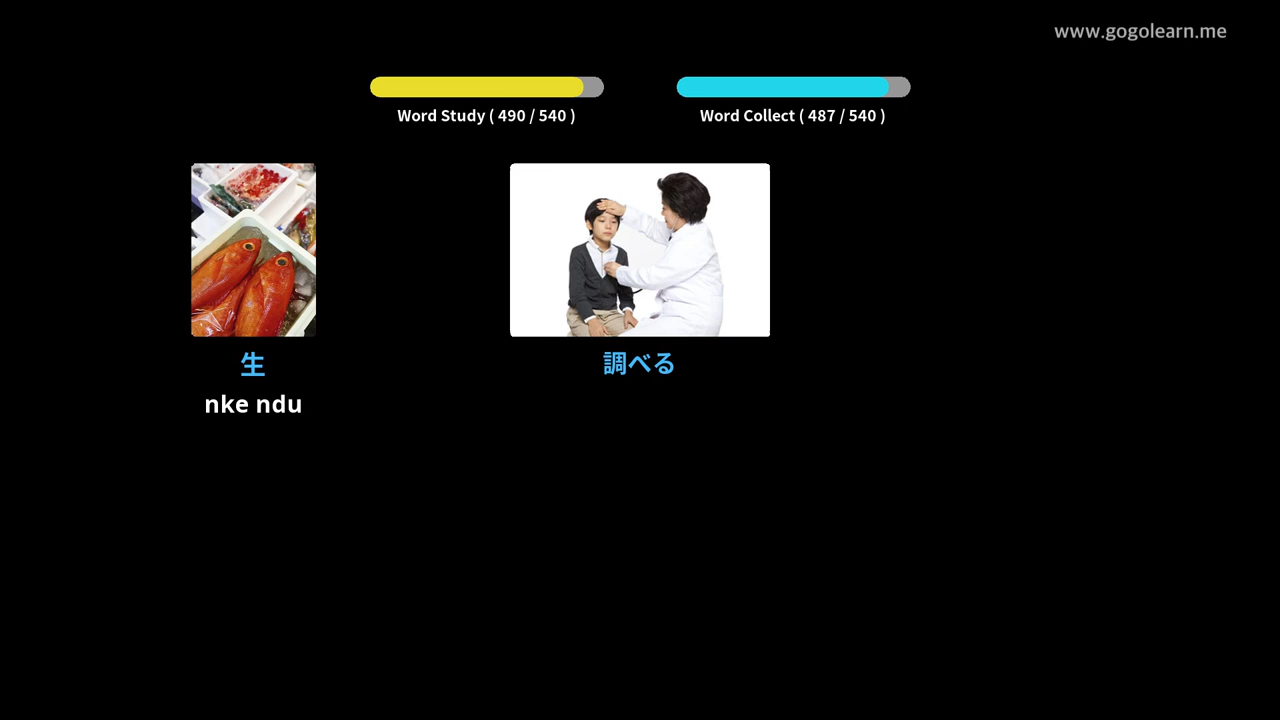 www.gogolearn.me
Word Study ( 490 / 540 )
Word Collect ( 487 / 540 )
生
調べる
nke ndu